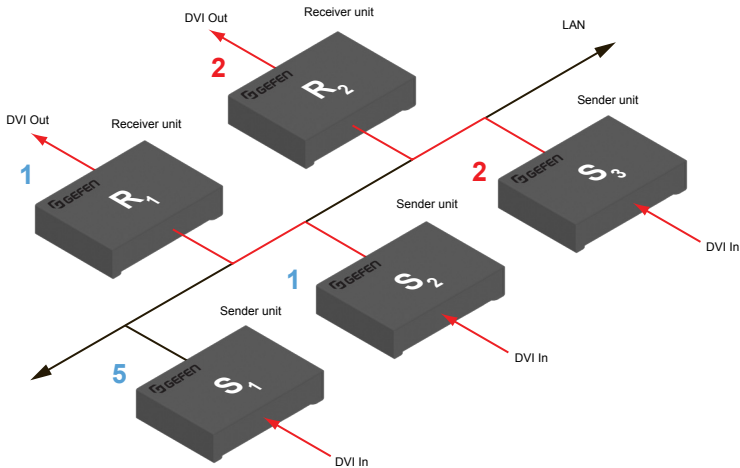 DVI Out
Receiver unit
2
GEFEN
R2
LAN
DVI Out
Receiver unit
1
GEFEN
R1
Sender unit
2
GEFEN
S3
DVI In
Sender unit
1
GEFEN
S2
DVI In
Sender unit
5
GEFEN
S1
DVI In